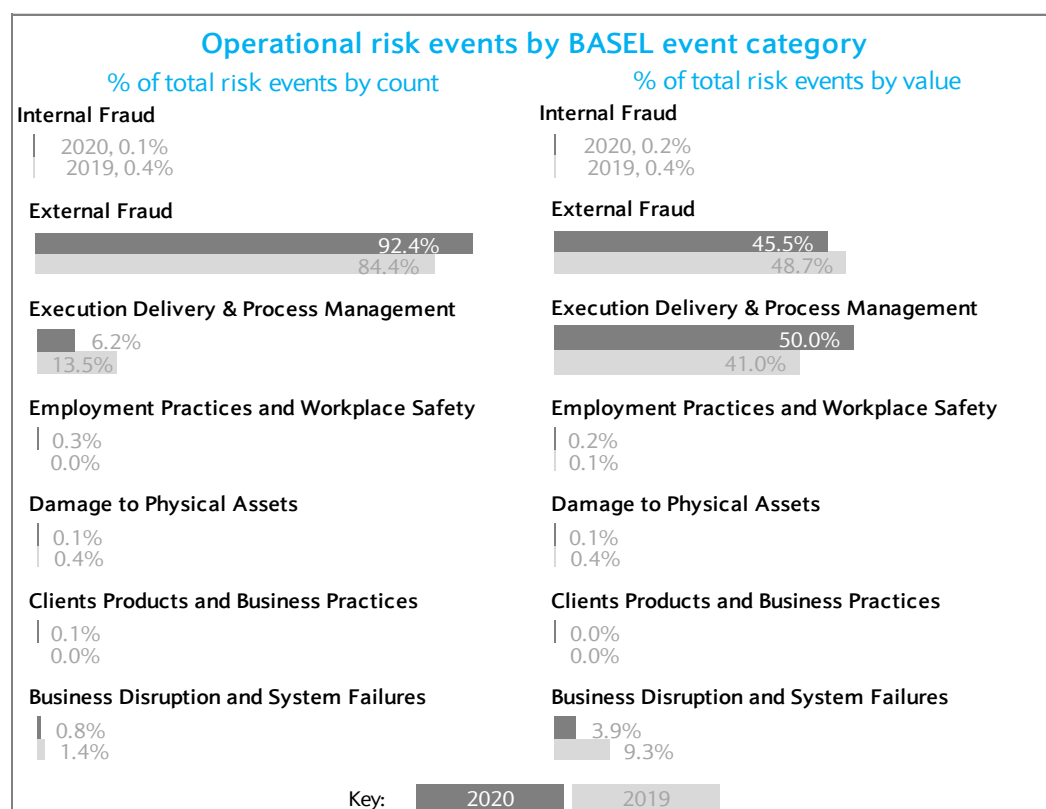 Operational risk events by BASEL event category
% of total risk events by count
Internal Fraud
2020, 0.1%
2019, 0.4%
External Fraud
92.4%
84.4%
Execution Delivery & Process Management
6.2%
13.5%
Employment Practices and Workplace Safety
0.3%
0.0%
Damage to Physical Assets
0.1%
0.4%
Clients Products and Business Practices
0.1%
0.0%
Business Disruption and System Failures
0.8%
1.4%
% of total risk events by value
Internal Fraud
2020, 0.2%
2019, 0.4%
External Fraud
45.5%
48.7%
Execution Delivery & Process Management
50.0%
41.0%
Employment Practices and Workplace Safety
0.2%
0.1%
Damage to Physical Assets
0.1%
0.4%
Clients Products and Business Practices
0.0%
0.0%
Business Disruption and System Failures
3.9%
9.3%
Key: 2020 2019